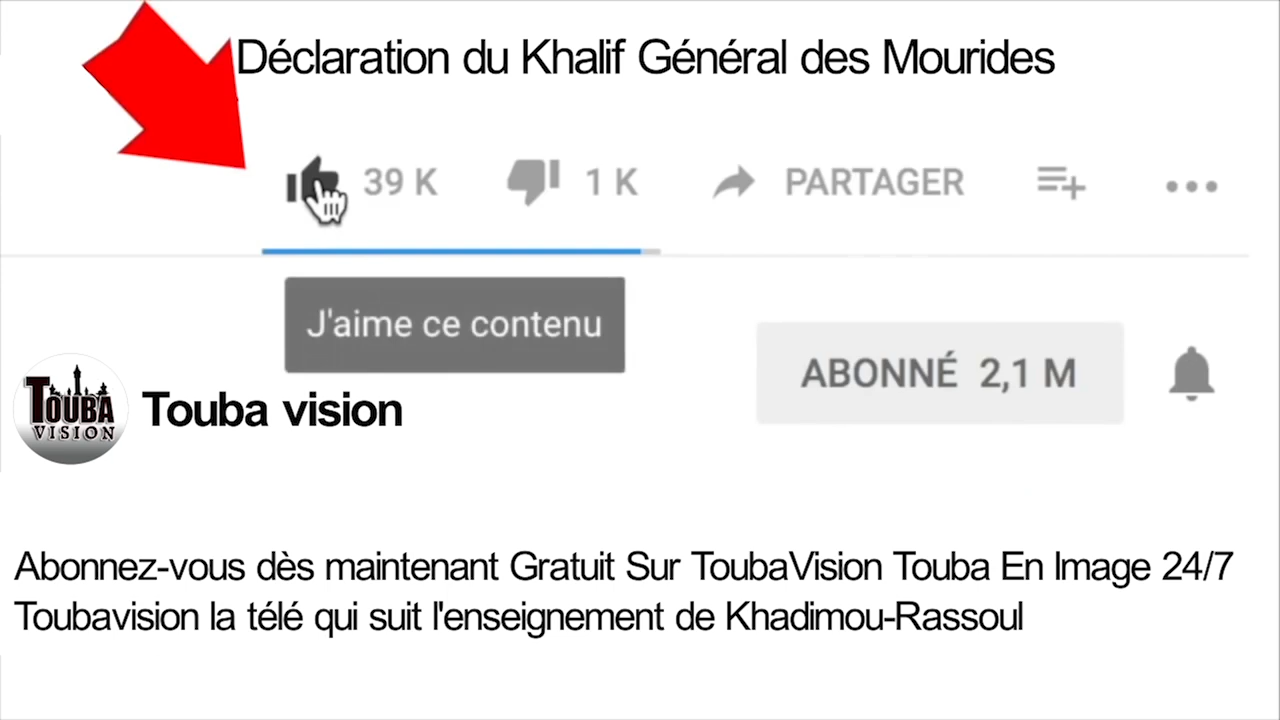 Déclaration du Khalif Général des Mourides
39 K 1 K PARTAGER
J'aime ce contenu
ABONNÉ 2,1 M
TOUBA
VISION
Touba vision
Abonnez-vous dès maintenant Gratuit Sur ToubaVision Touba En Image 24/7
Toubavision la télé qui suit l'enseignement de Khadimou-Rassoul